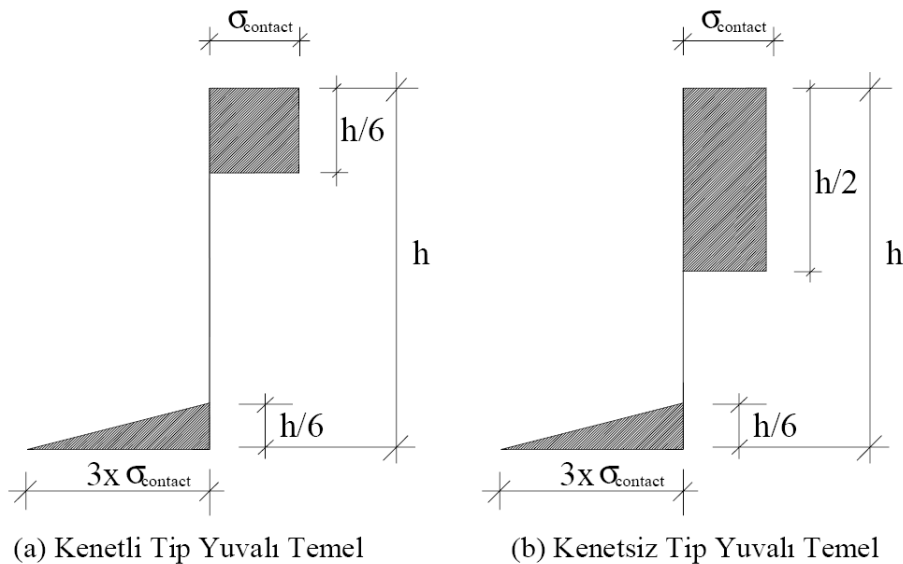 σcontact
h/6
h
h/6
3x σcontact
(a) Kenetli Tip Yuvalı Temel
σcontact
h/2
h
h/6
3x σcontact
(b) Kenetsiz Tip Yuvalı Temel